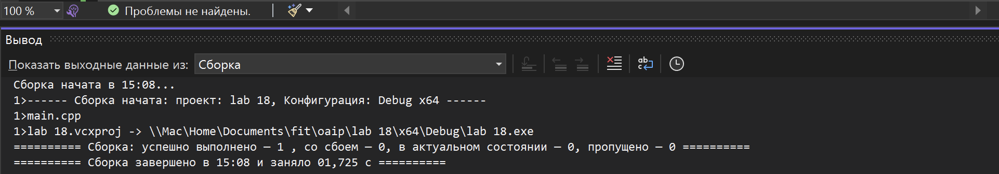 100 %
Проблемы не найдены.
Вывод
Показать выходные данные из:
Сборка
ab
c
Сборка начата в 15:08...
1>------ Сборка начата: проект: lab 18, Конфигурация: Debug x64 ------
1>main.cpp
1>lab 18.vcxproj -> \\Mac\Home\Documents\fit\oaip\lab 18\x64\Debug\lab 18.exe
========== Сборка: успешно выполнено — 1 , со сбоем — 0, в актуальном состоянии — 0, пропущено — 0 ==========
========== Сборка завершено в 15:08 и заняло 01,725 с ==========